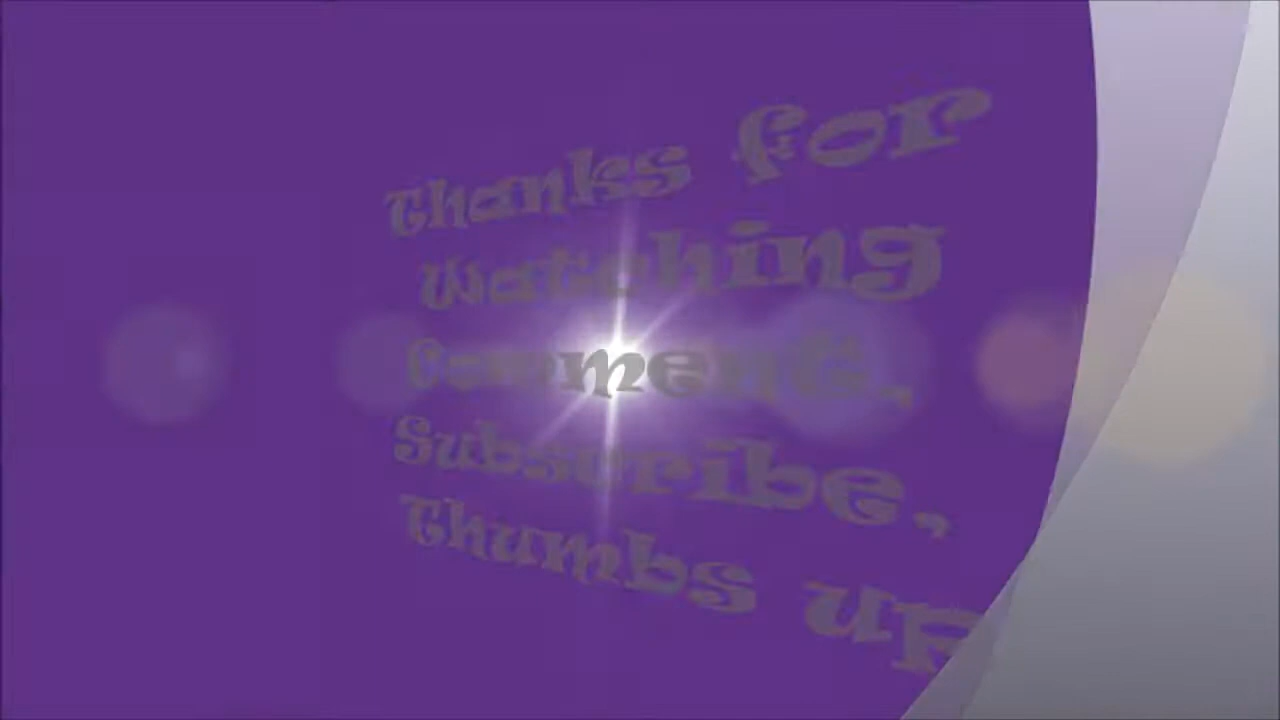 Thanks for
Watching
Comment,
Subscribe,
Thumbs up